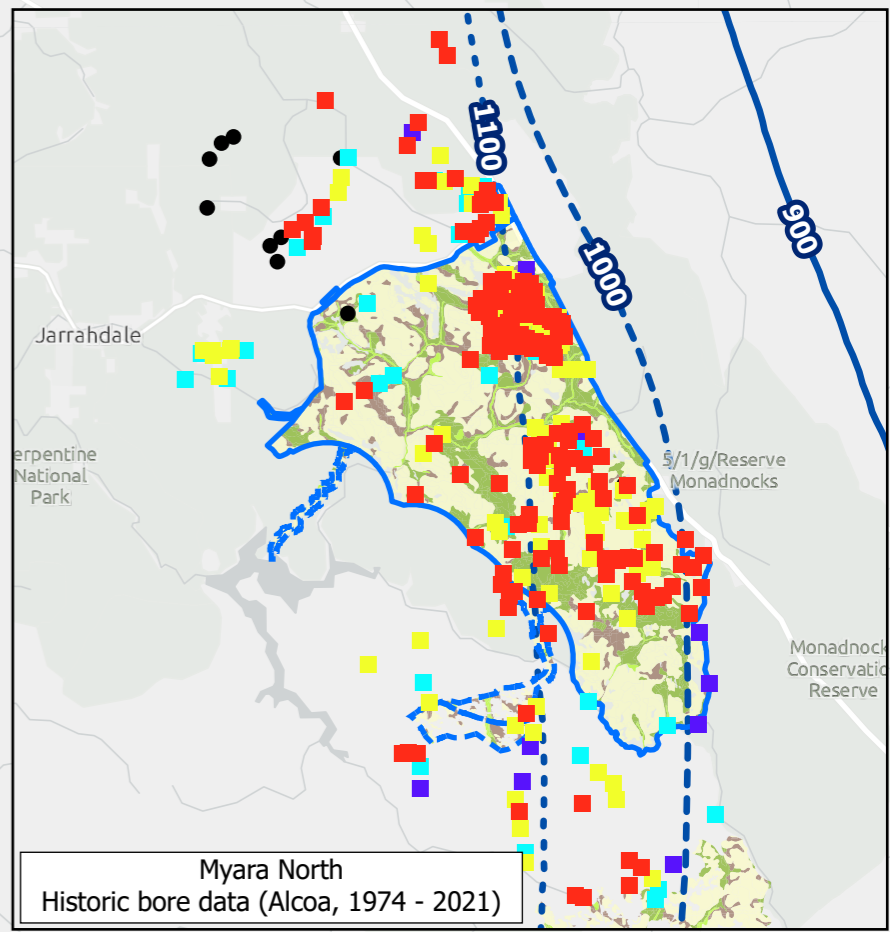 1100
1000
900
Jarrahdale
erpentine
National
Park
5/1/g/Reserve
Monadnocks
Monadnock
Conservatio
Reserve
Myara North
Historic bore data (Alcoa, 1974 - 2021)